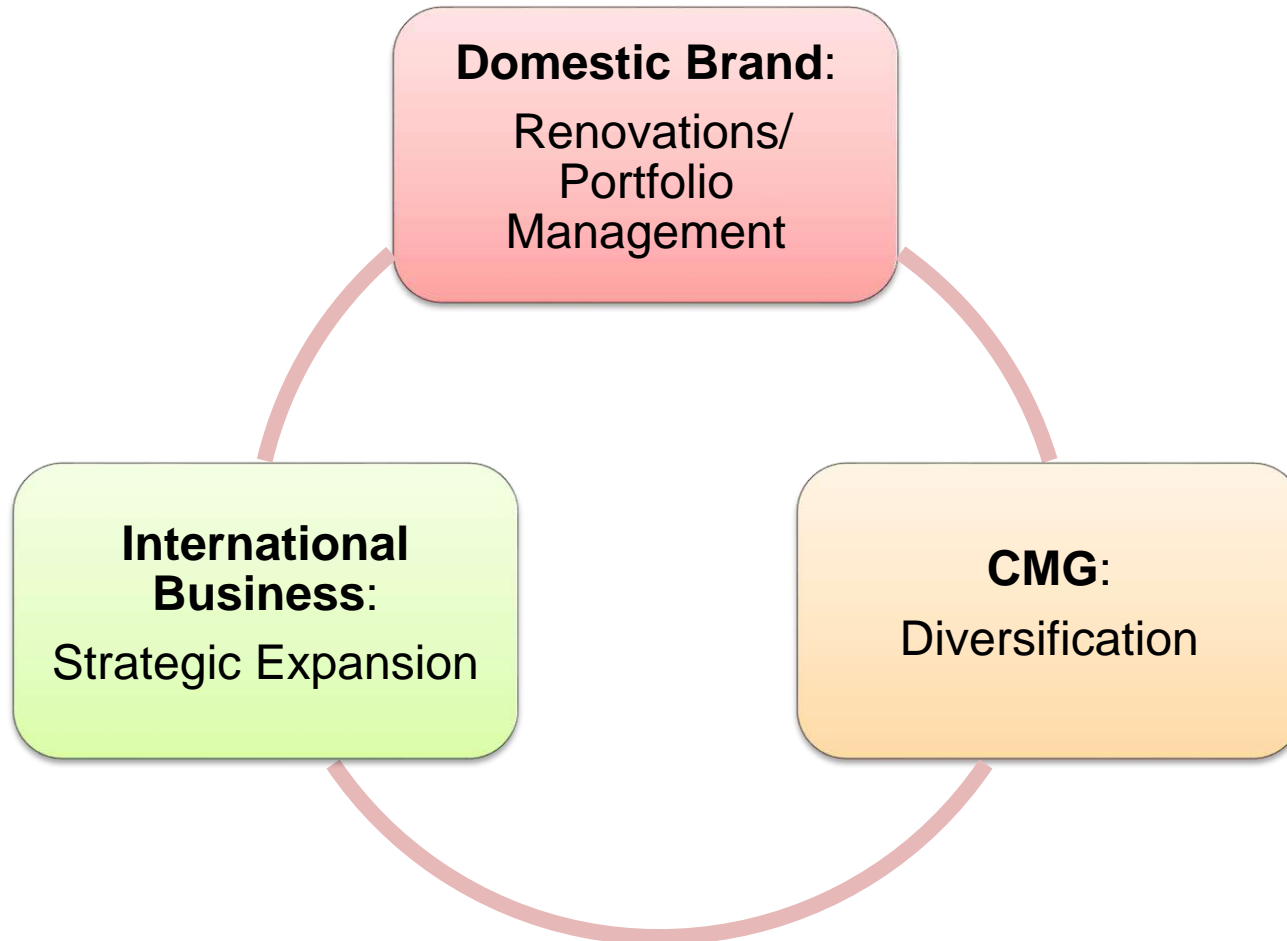 Domestic Brand:
Renovations/
Portfolio
Management
International
Business:
Strategic Expansion
CMG:
Diversification